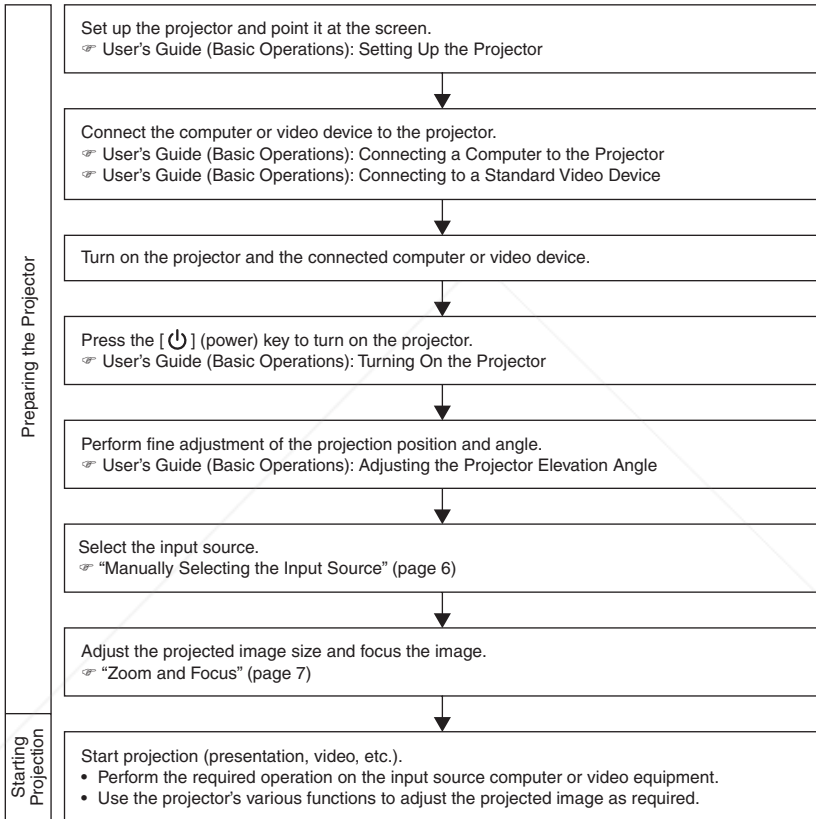 Preparing the Projector
Set up the projector and point it at the screen.
☞ User's Guide (Basic Operations): Setting Up the Projector
Connect the computer or video device to the projector.
☞ User's Guide (Basic Operations): Connecting a Computer to the Projector
☞ User's Guide (Basic Operations): Connecting to a Standard Video Device
Turn on the projector and the connected computer or video device.
Press the [⏻] (power) key to turn on the projector.
☞ User's Guide (Basic Operations): Turning On the Projector
Perform fine adjustment of the projection position and angle.
☞ User's Guide (Basic Operations): Adjusting the Projector Elevation Angle
Select the input source.
☞ “Manually Selecting the Input Source” (page 6)
Adjust the projected image size and focus the image.
☞ “Zoom and Focus” (page 7)
Starting
Projection
Start projection (presentation, video, etc.).
• Perform the required operation on the input source computer or video equipment.
• Use the projector's various functions to adjust the projected image as required.